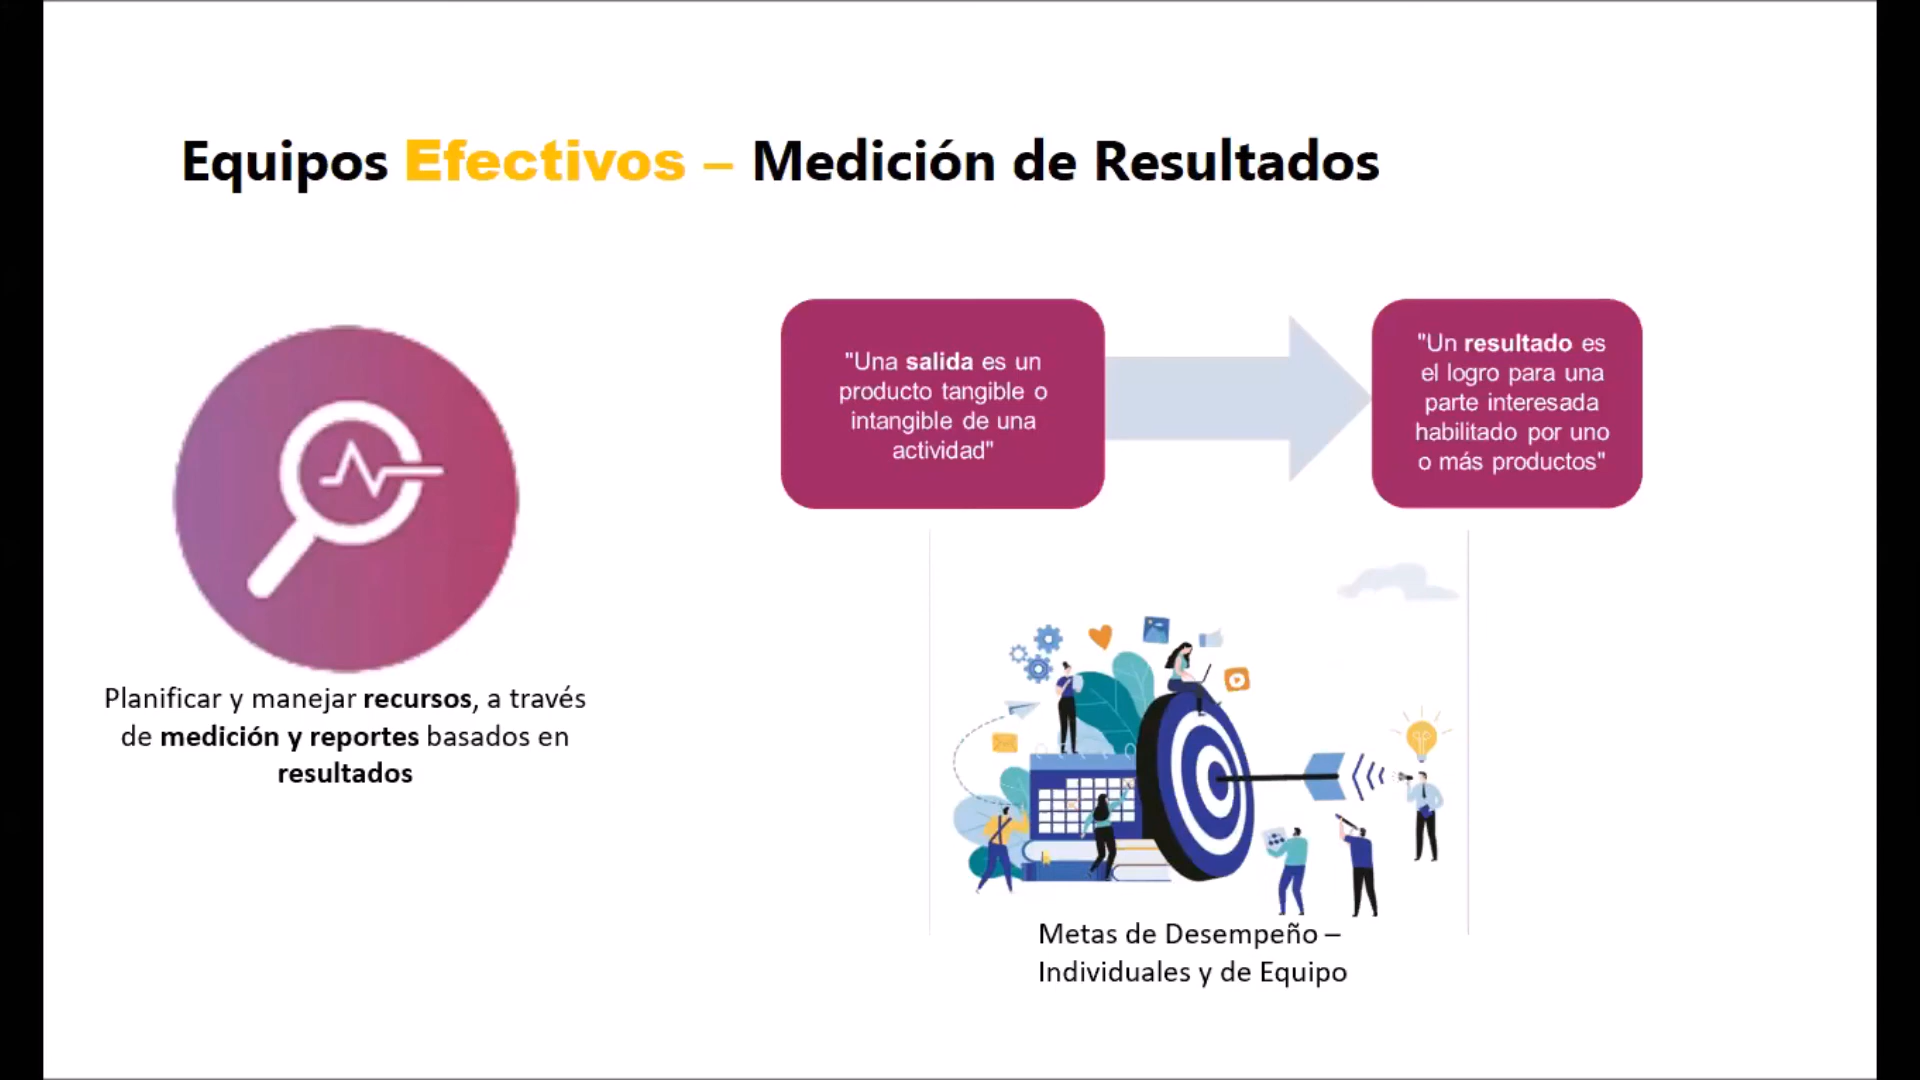 Equipos Efectivos – Medición de Resultados
"Una salida es un
producto tangible o
intangible de una
actividad"
"Un resultado es
el logro para una
parte interesada
habilitado por uno
o más productos"
Planificar y manejar recursos, a través
de medición y reportes basados en
resultados
Metas de Desempeño –
Individuales y de Equipo